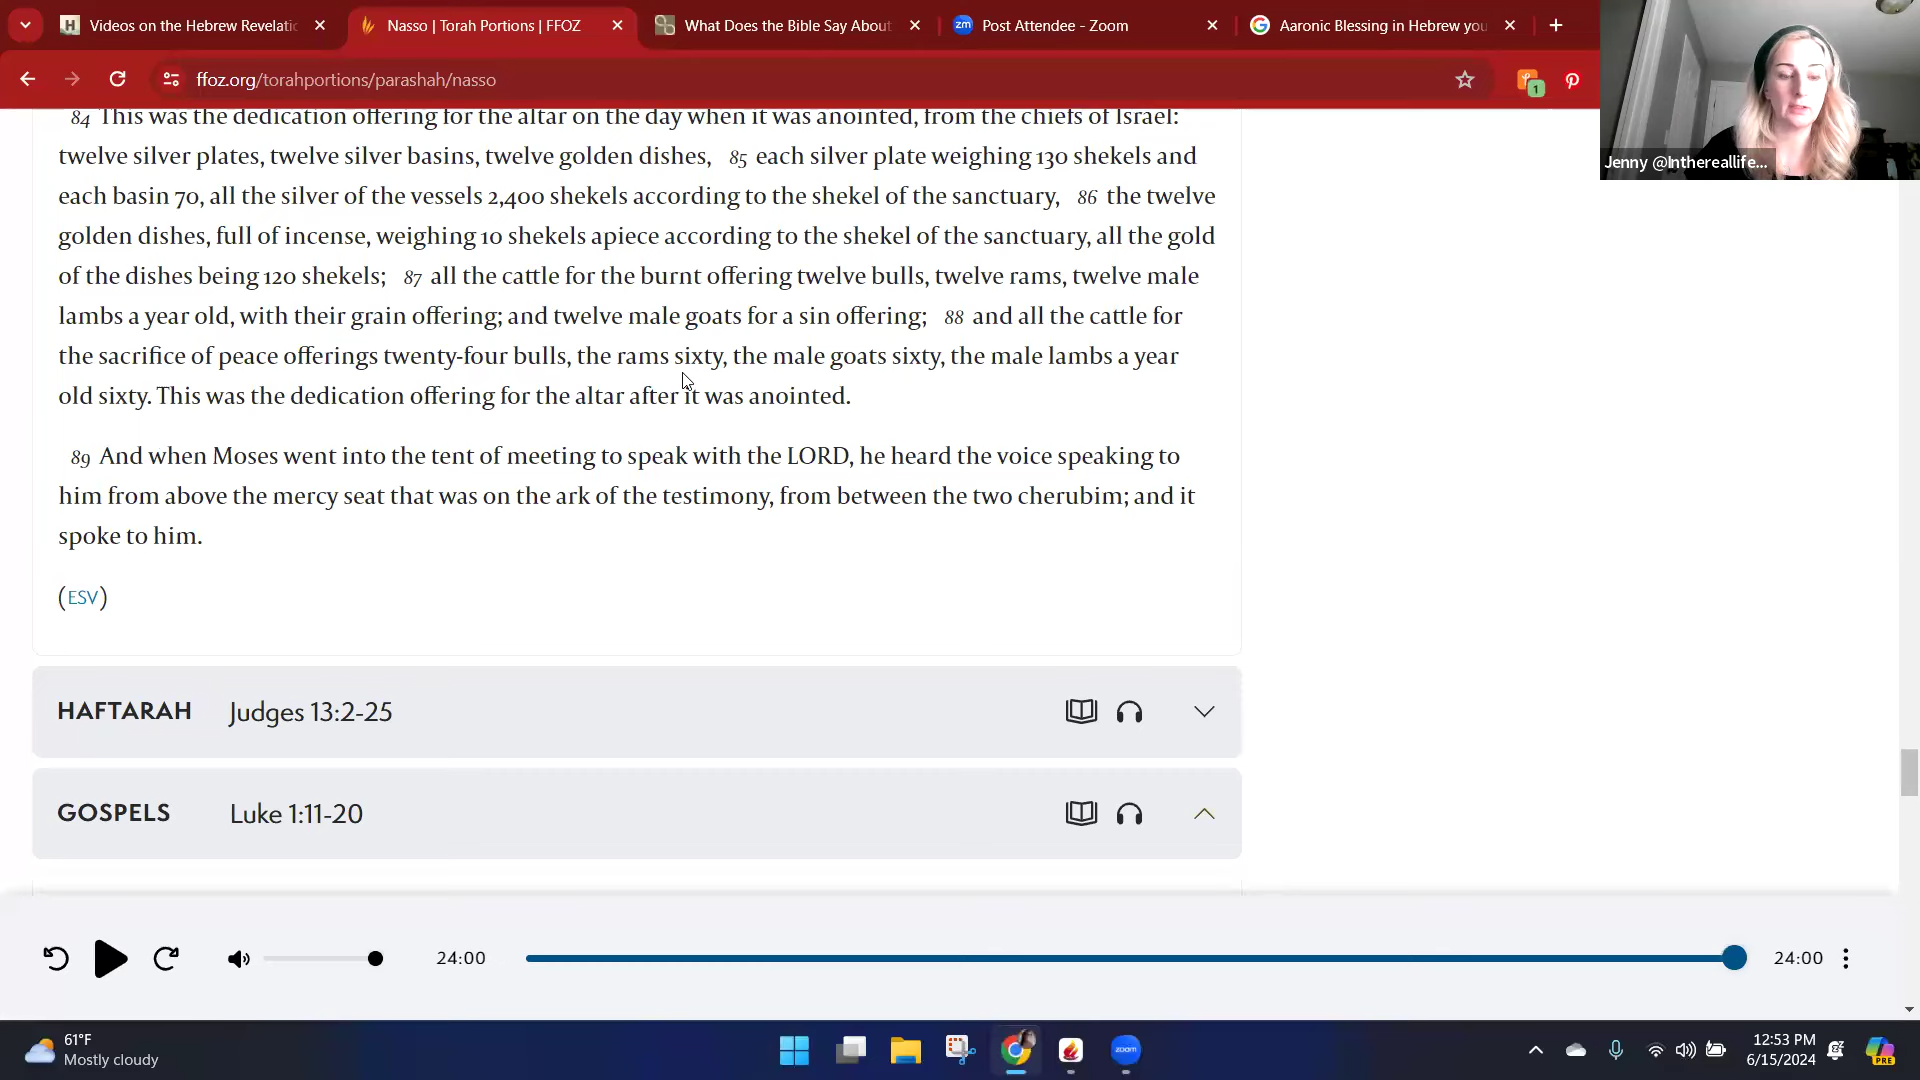 Videos on the Hebrew Revelatic
Nasso | Torah Portions | FFOZ
What Does the Bible Say About
zm Post Attendee - Zoom
Aaronic Blessing in Hebrew you
ffoz.org/torahportions/parashah/nasso
1
Jenny @Inthereallife...
84 This was the dedication offering for the altar on the day when it was anointed, from the chiefs of Israel:
twelve silver plates, twelve silver basins, twelve golden dishes, 85 each silver plate weighing 130 shekels and
each basin 70, all the silver of the vessels 2,400 shekels according to the shekel of the sanctuary, 86 the twelve
golden dishes, full of incense, weighing 10 shekels apiece according to the shekel of the sanctuary, all the gold
of the dishes being 120 shekels; 87 all the cattle for the burnt offering twelve bulls, twelve rams, twelve male
lambs a year old, with their grain offering; and twelve male goats for a sin offering; 88 and all the cattle for
the sacrifice of peace offerings twenty-four bulls, the rams sixty, the male goats sixty, the male lambs a year
old sixty. This was the dedication offering for the altar after it was anointed.
89 And when Moses went into the tent of meeting to speak with the LORD, he heard the voice speaking to
him from above the mercy seat that was on the ark of the testimony, from between the two cherubim; and it
spoke to him.
(ESV)
HAFTARAH Judges 13:2-25
GOSPELS Luke 1:11-20
24:00
24:00
61°F
Mostly cloudy
zoom
12:53 PM
6/15/2024
PRE